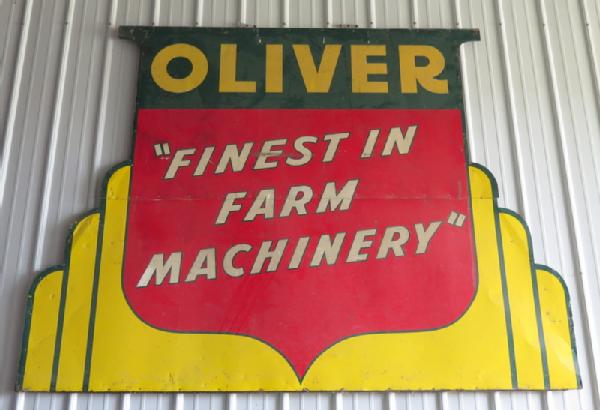 OLIVER
"FINEST IN
FARM
MACHINERY"